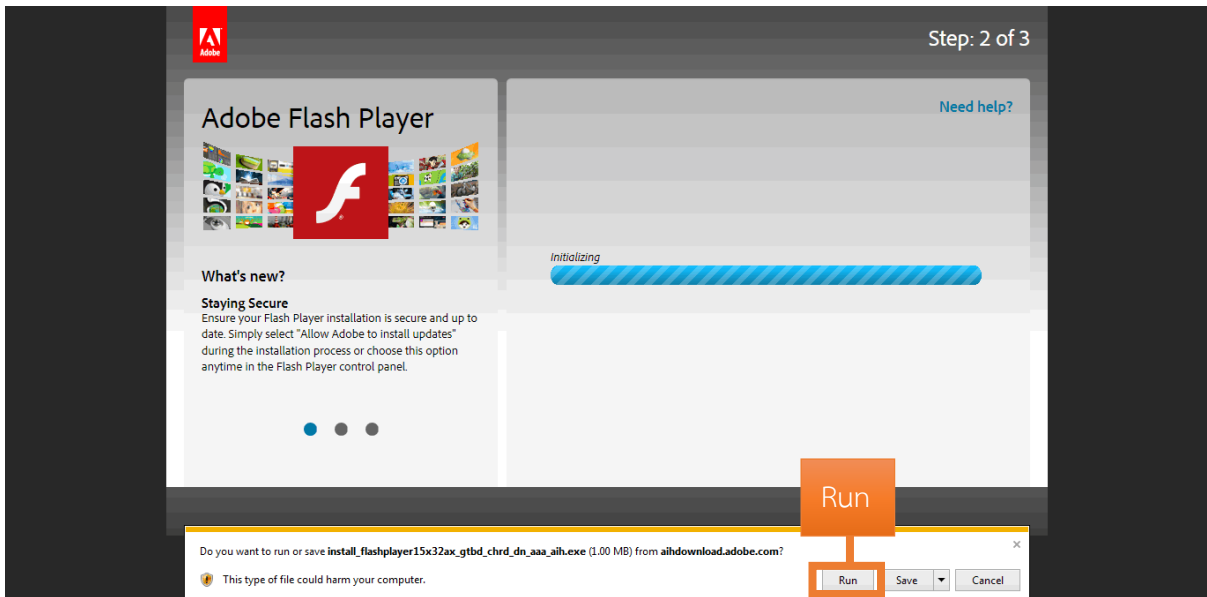 Adobe
Step: 2 of 3
Adobe Flash Player
What's new?
Staying Secure
Ensure your Flash Player installation is secure and up to
date. Simply select "Allow Adobe to install updates"
during the installation process or choose this option
anytime in the Flash Player control panel.
Need help?
Initializing
Run
Do you want to run or save install_flashplayer15x32ax_gtbd_chrd_dn_aaa_aih.exe (1.00 MB) from aihdownload.adobe.com?
This type of file could harm your computer.
Run
Save
Cancel